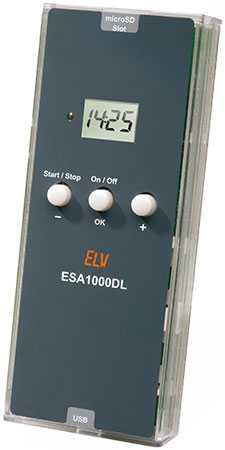 microSD
Slot
14:25
Start / Stop
On / Off
–
OK
+
ELV
ESA1000DL
USB